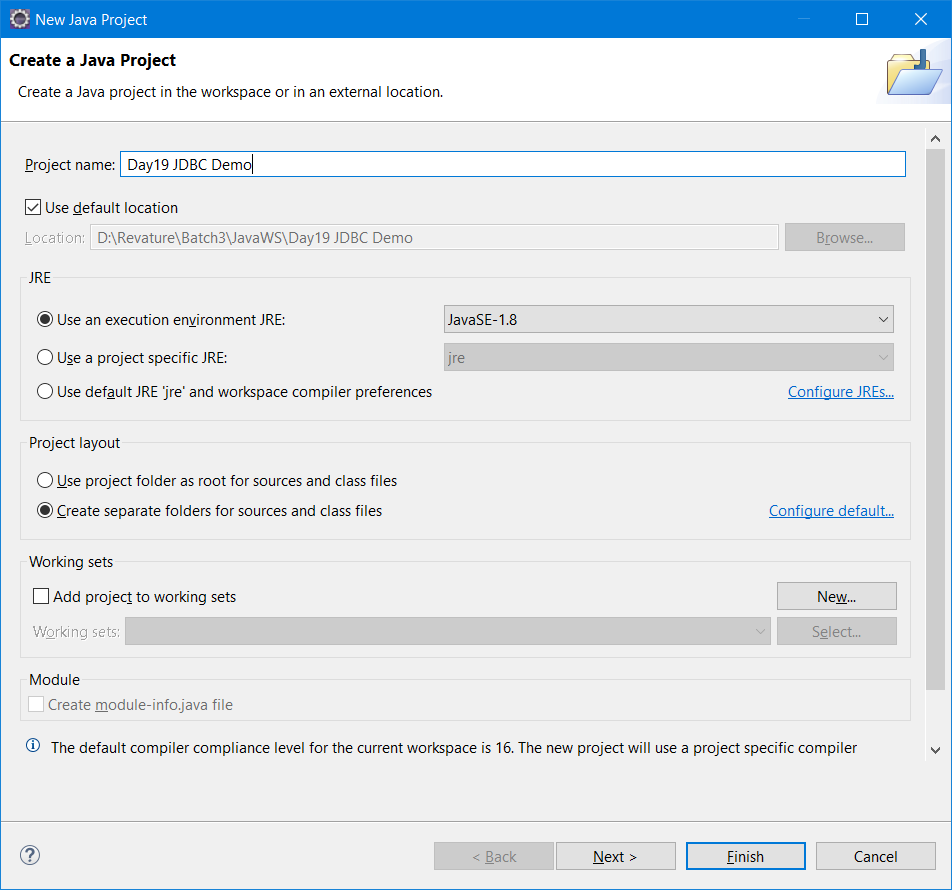 New Java Project
Create a Java Project
Create a Java project in the workspace or in an external location.
Project name: Day19 JDBC Demo
Use default location
Location: D:\Revature\Batch3\JavaWS\Day19 JDBC Demo Browse...
JRE
Use an execution environment JRE: JavaSE-1.8
Use a project specific JRE: jre
Use default JRE 'jre' and workspace compiler preferences Configure JREs...
Project layout
Use project folder as root for sources and class files
Create separate folders for sources and class files Configure default...
Working sets
Add project to working sets New...
Working sets: Select...
Module
Create module-info.java file
The default compiler compliance level for the current workspace is 16. The new project will use a project specific compiler
< Back Next > Finish Cancel